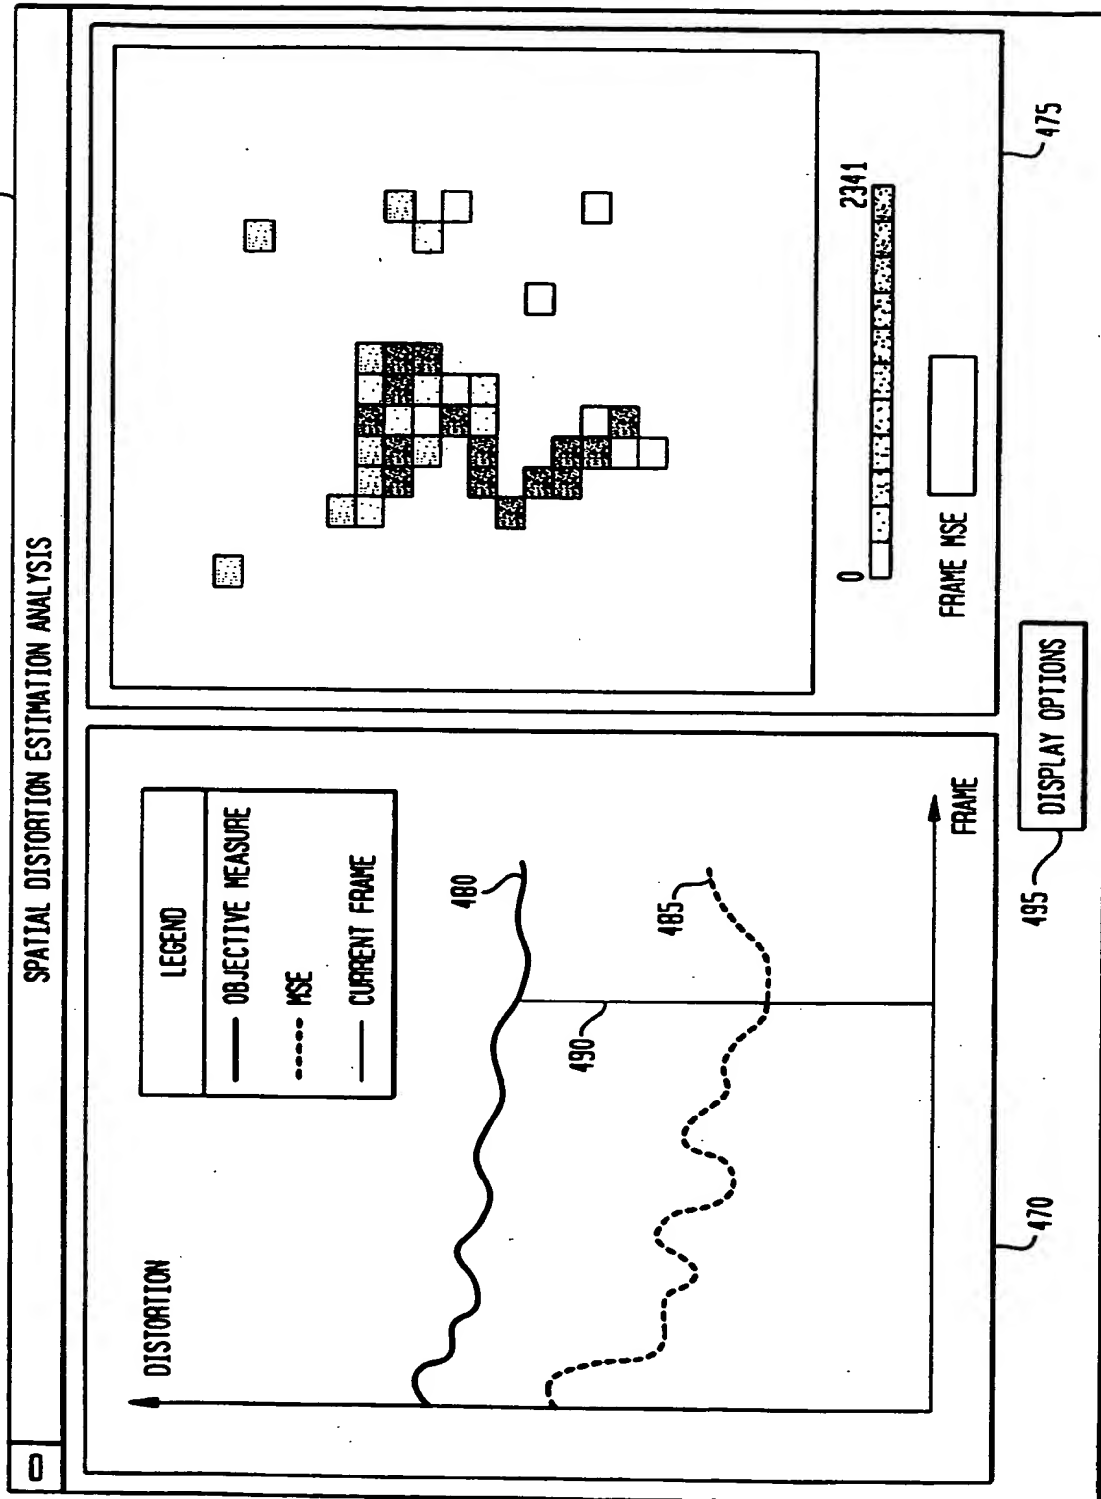 0
SPATIAL DISTORTION ESTIMATION ANALYSIS
DISTORTION
LEGEND
OBJECTIVE MEASURE
MSE
CURRENT FRAME
480
485
490
FRAME
470
0
2341
FRAME MSE
475
495
DISPLAY OPTIONS